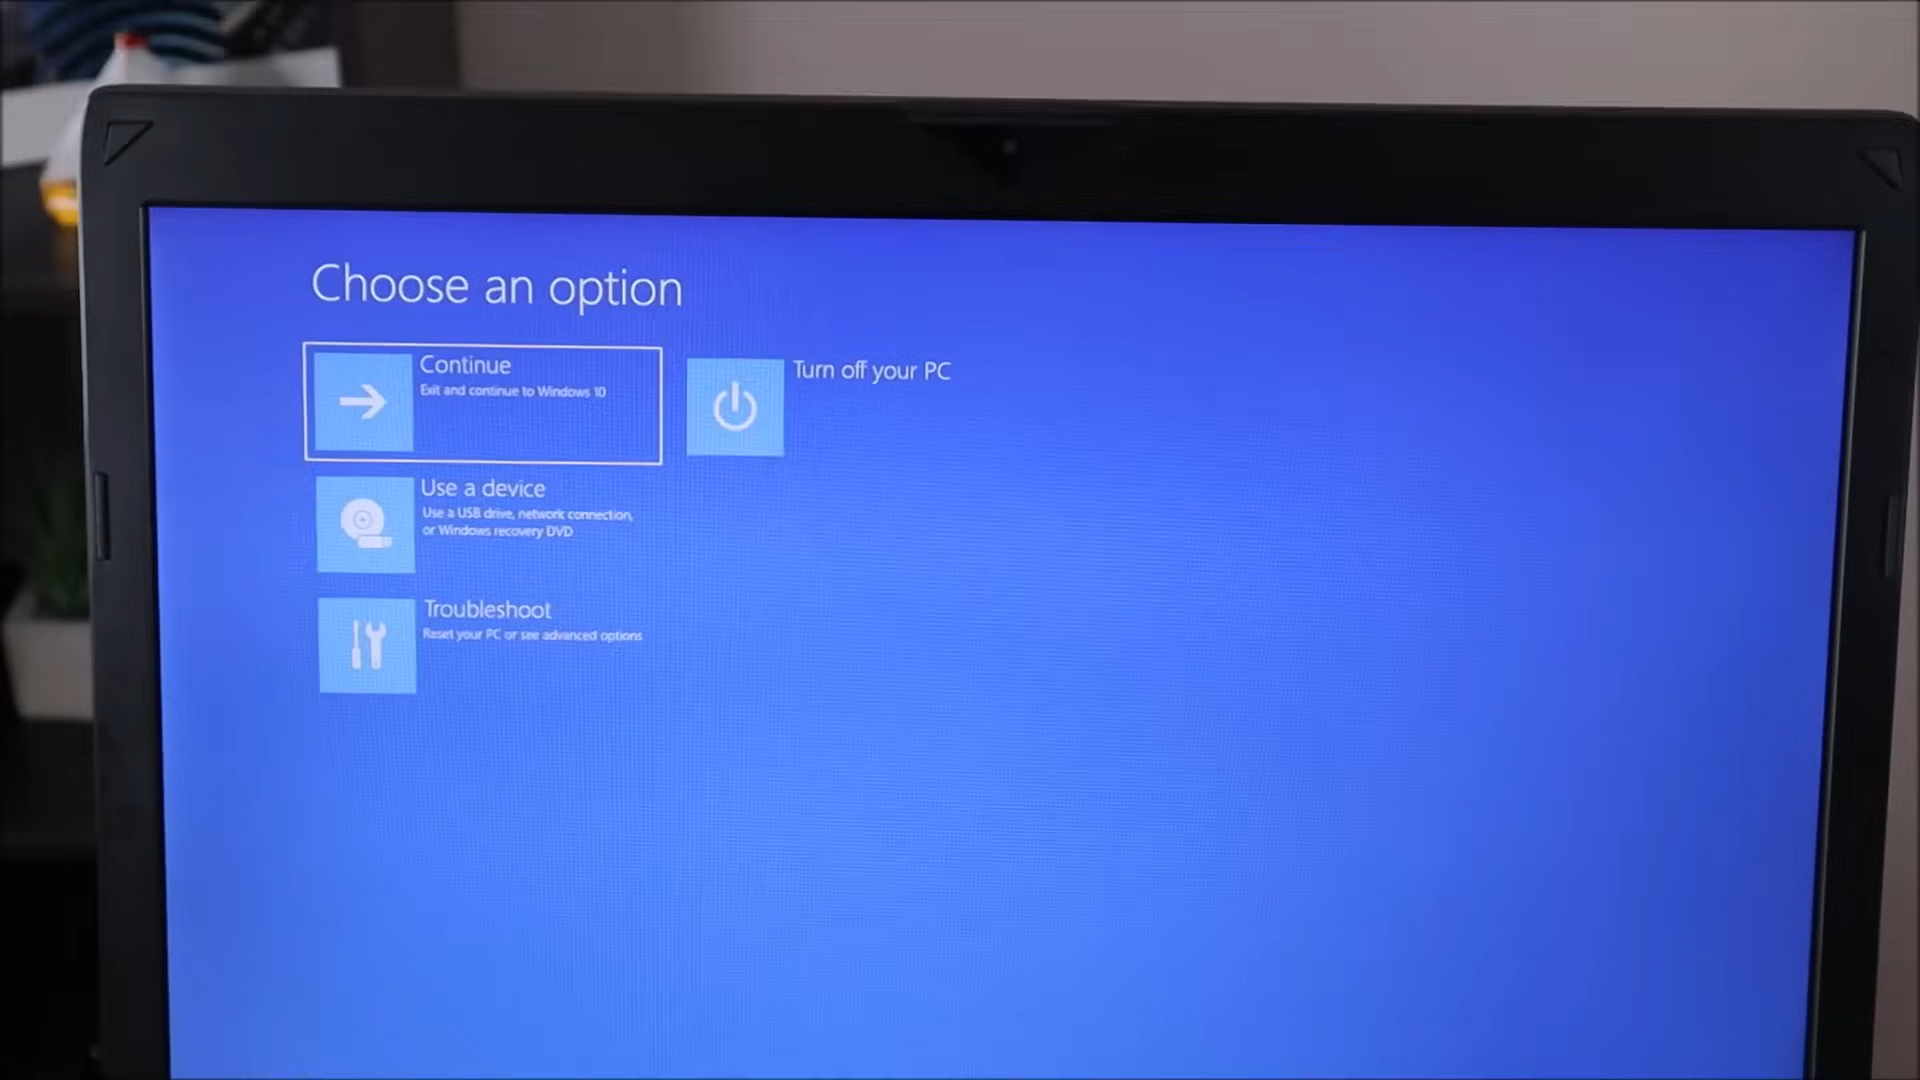 Choose an option
Continue
Exit and continue to Windows 10
Turn off your PC
Use a device
Use a USB drive, network connection,
or Windows recovery DVD
Troubleshoot
Reset your PC or see advanced options